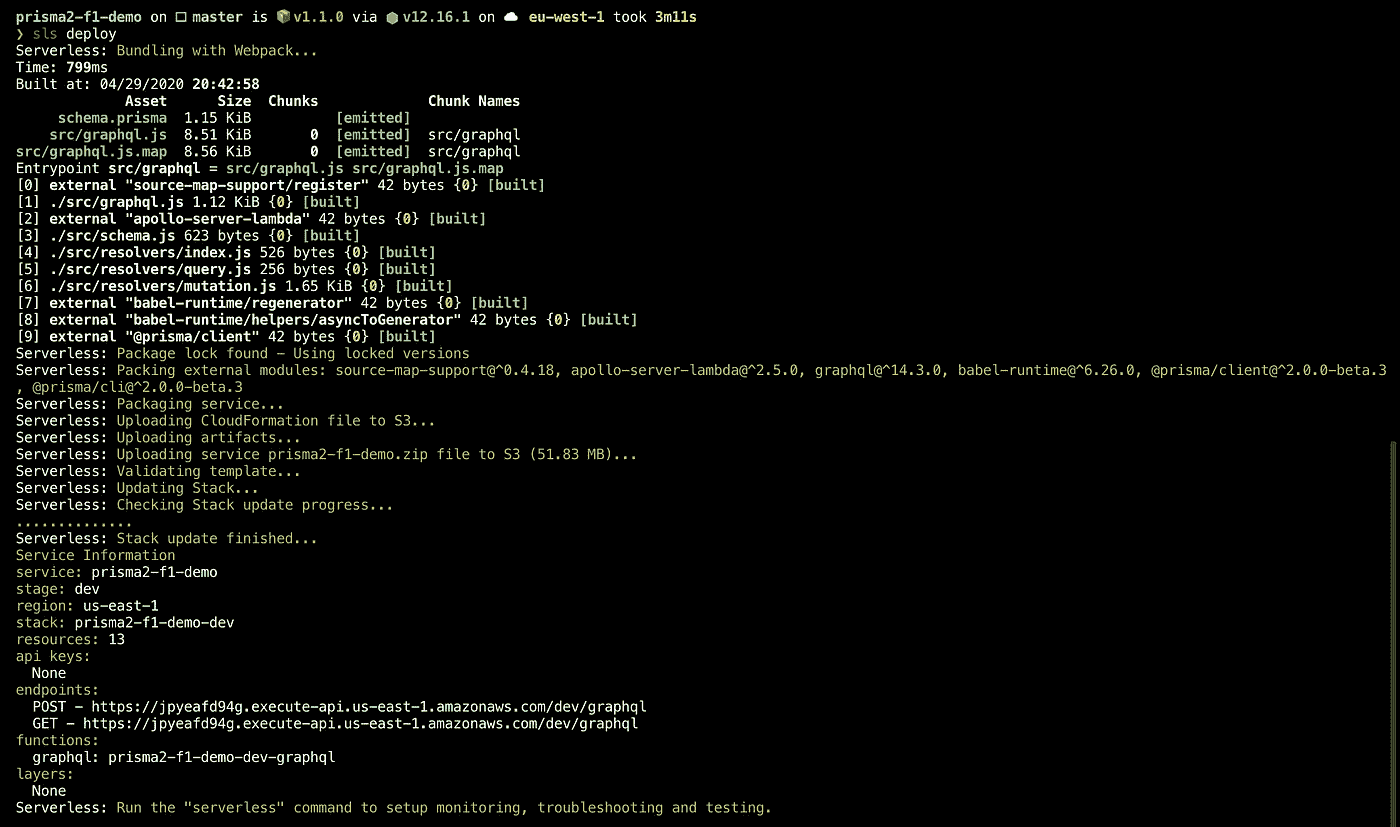 prisma2-f1-demo on master is v1.1.0 via v12.16.1 on eu-west-1 took 3m11s
❯ sls deploy
Serverless: Bundling with Webpack...
Time: 799ms
Built at: 04/29/2020 20:42:58
Asset Size Chunks Chunk Names
schema.prisma 1.15 KiB [emitted]
src/graphql.js 8.51 KiB 0 [emitted] src/graphql
src/graphql.js.map 8.56 KiB 0 [emitted] src/graphql
Entrypoint src/graphql = src/graphql.js src/graphql.js.map
[0] external "source-map-support/register" 42 bytes {0} [built]
[1] ./src/graphql.js 1.12 KiB {0} [built]
[2] external "apollo-server-lambda" 42 bytes {0} [built]
[3] ./src/schema.js 623 bytes {0} [built]
[4] ./src/resolvers/index.js 526 bytes {0} [built]
[5] ./src/resolvers/query.js 256 bytes {0} [built]
[6] ./src/resolvers/mutation.js 1.65 KiB {0} [built]
[7] external "babel-runtime/regenerator" 42 bytes {0} [built]
[8] external "babel-runtime/helpers/asyncToGenerator" 42 bytes {0} [built]
[9] external "@prisma/client" 42 bytes {0} [built]
Serverless: Package lock found - Using locked versions
Serverless: Packing external modules: source-map-support@^0.4.18, apollo-server-lambda@^2.5.0, graphql@^14.3.0, babel-runtime@^6.26.0, @prisma/client@^2.0.0-beta.3
, @prisma/cli@^2.0.0-beta.3
Serverless: Packaging service...
Serverless: Uploading CloudFormation file to S3...
Serverless: Uploading artifacts...
Serverless: Uploading service prisma2-f1-demo.zip file to S3 (51.83 MB)...
Serverless: Validating template...
Serverless: Updating Stack...
Serverless: Checking Stack update progress...
..............
Serverless: Stack update finished...
Service Information
service: prisma2-f1-demo
stage: dev
region: us-east-1
stack: prisma2-f1-demo-dev
resources: 13
api keys:
None
endpoints:
POST - https://jpyeafd94g.execute-api.us-east-1.amazonaws.com/dev/graphql
GET - https://jpyeafd94g.execute-api.us-east-1.amazonaws.com/dev/graphql
functions:
graphql: prisma2-f1-demo-dev-graphql
layers:
None
Serverless: Run the "serverless" command to setup monitoring, troubleshooting and testing.